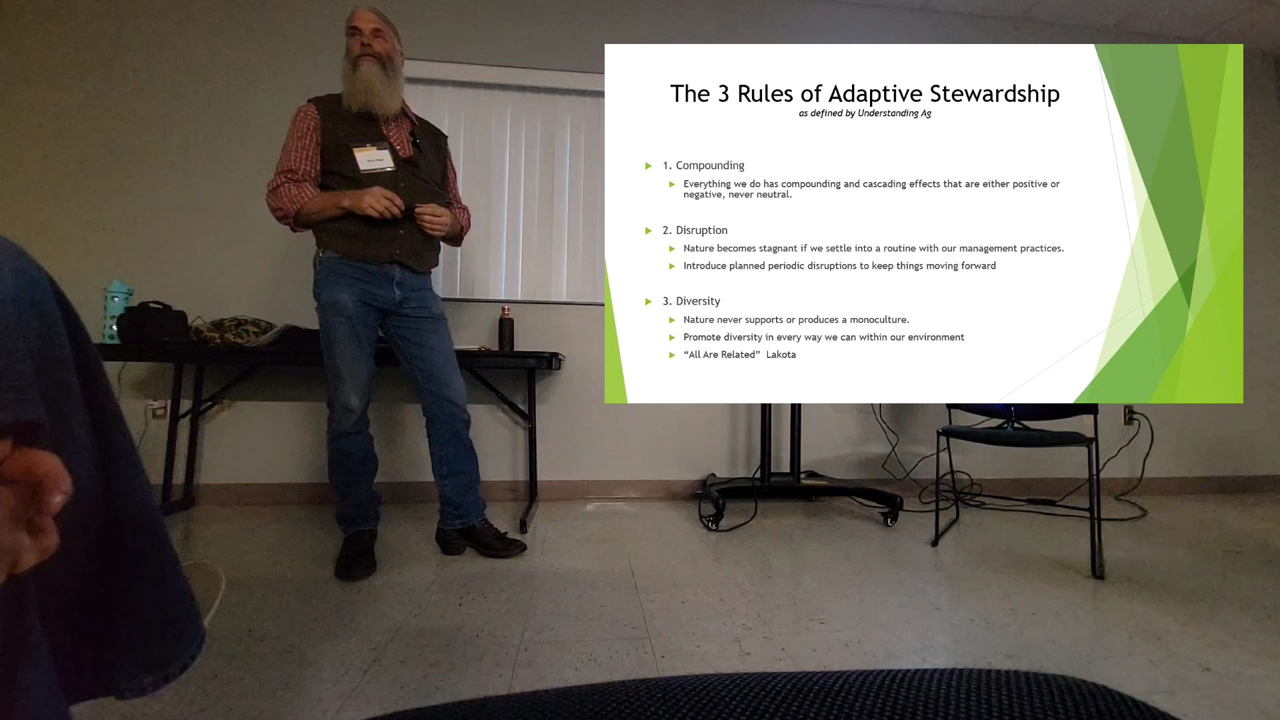 The 3 Rules of Adaptive Stewardship
as defined by Understanding Ag
1. Compounding
Everything we do has compounding and cascading effects that are either positive or
negative, never neutral.
2. Disruption
Nature becomes stagnant if we settle into a routine with our management practices.
Introduce planned periodic disruptions to keep things moving forward
3. Diversity
Nature never supports or produces a monoculture.
Promote diversity in every way we can within our environment
“All Are Related” Lakota